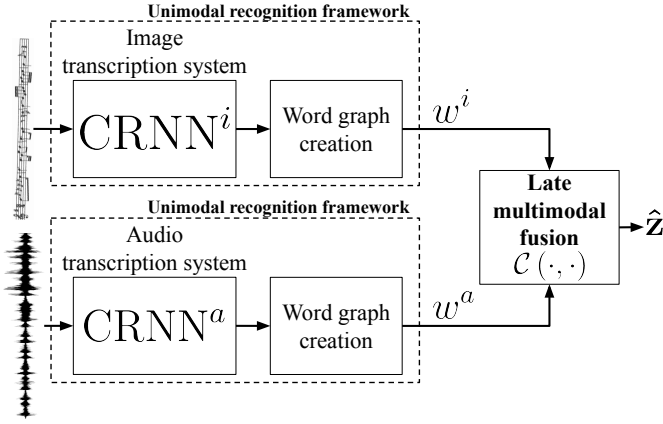 Unimodal recognition framework
Image
transcription system
CRNN^i
Word graph
creation
w^i
Late
multimodal
fusion
C (·, ·)
ẑ
Unimodal recognition framework
Audio
transcription system
CRNN^a
Word graph
creation
w^a